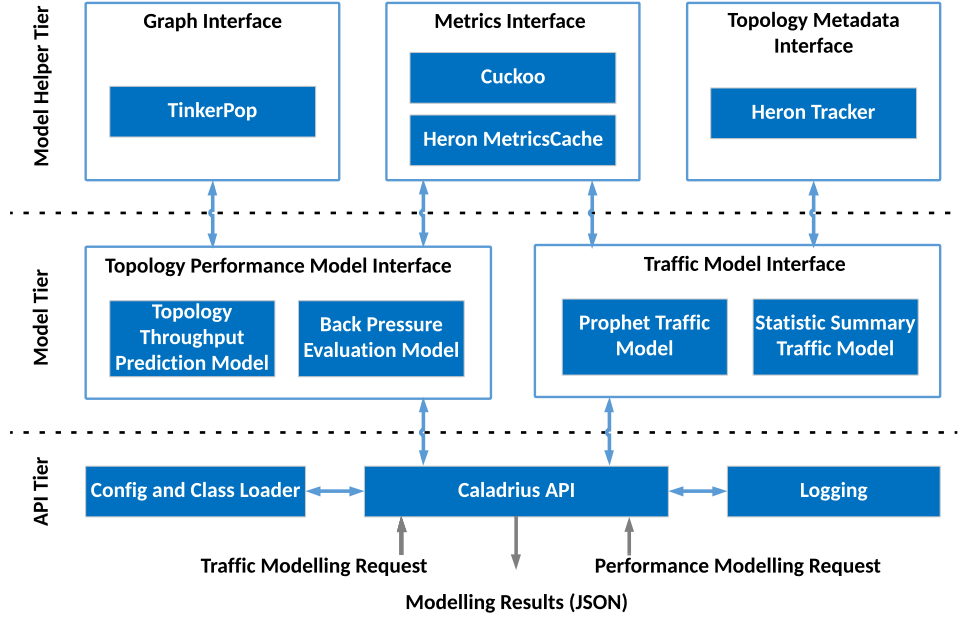 Model Helper Tier
Graph Interface
TinkerPop
Metrics Interface
Cuckoo
Heron MetricsCache
Topology Metadata
Interface
Heron Tracker
Model Tier
Topology Performance Model Interface
Topology
Throughput
Prediction Model
Back Pressure
Evaluation Model
Traffic Model Interface
Prophet Traffic
Model
Statistic Summary
Traffic Model
API Tier
Config and Class Loader
Caladrius API
Logging
Traffic Modelling Request
Performance Modelling Request
Modelling Results (JSON)